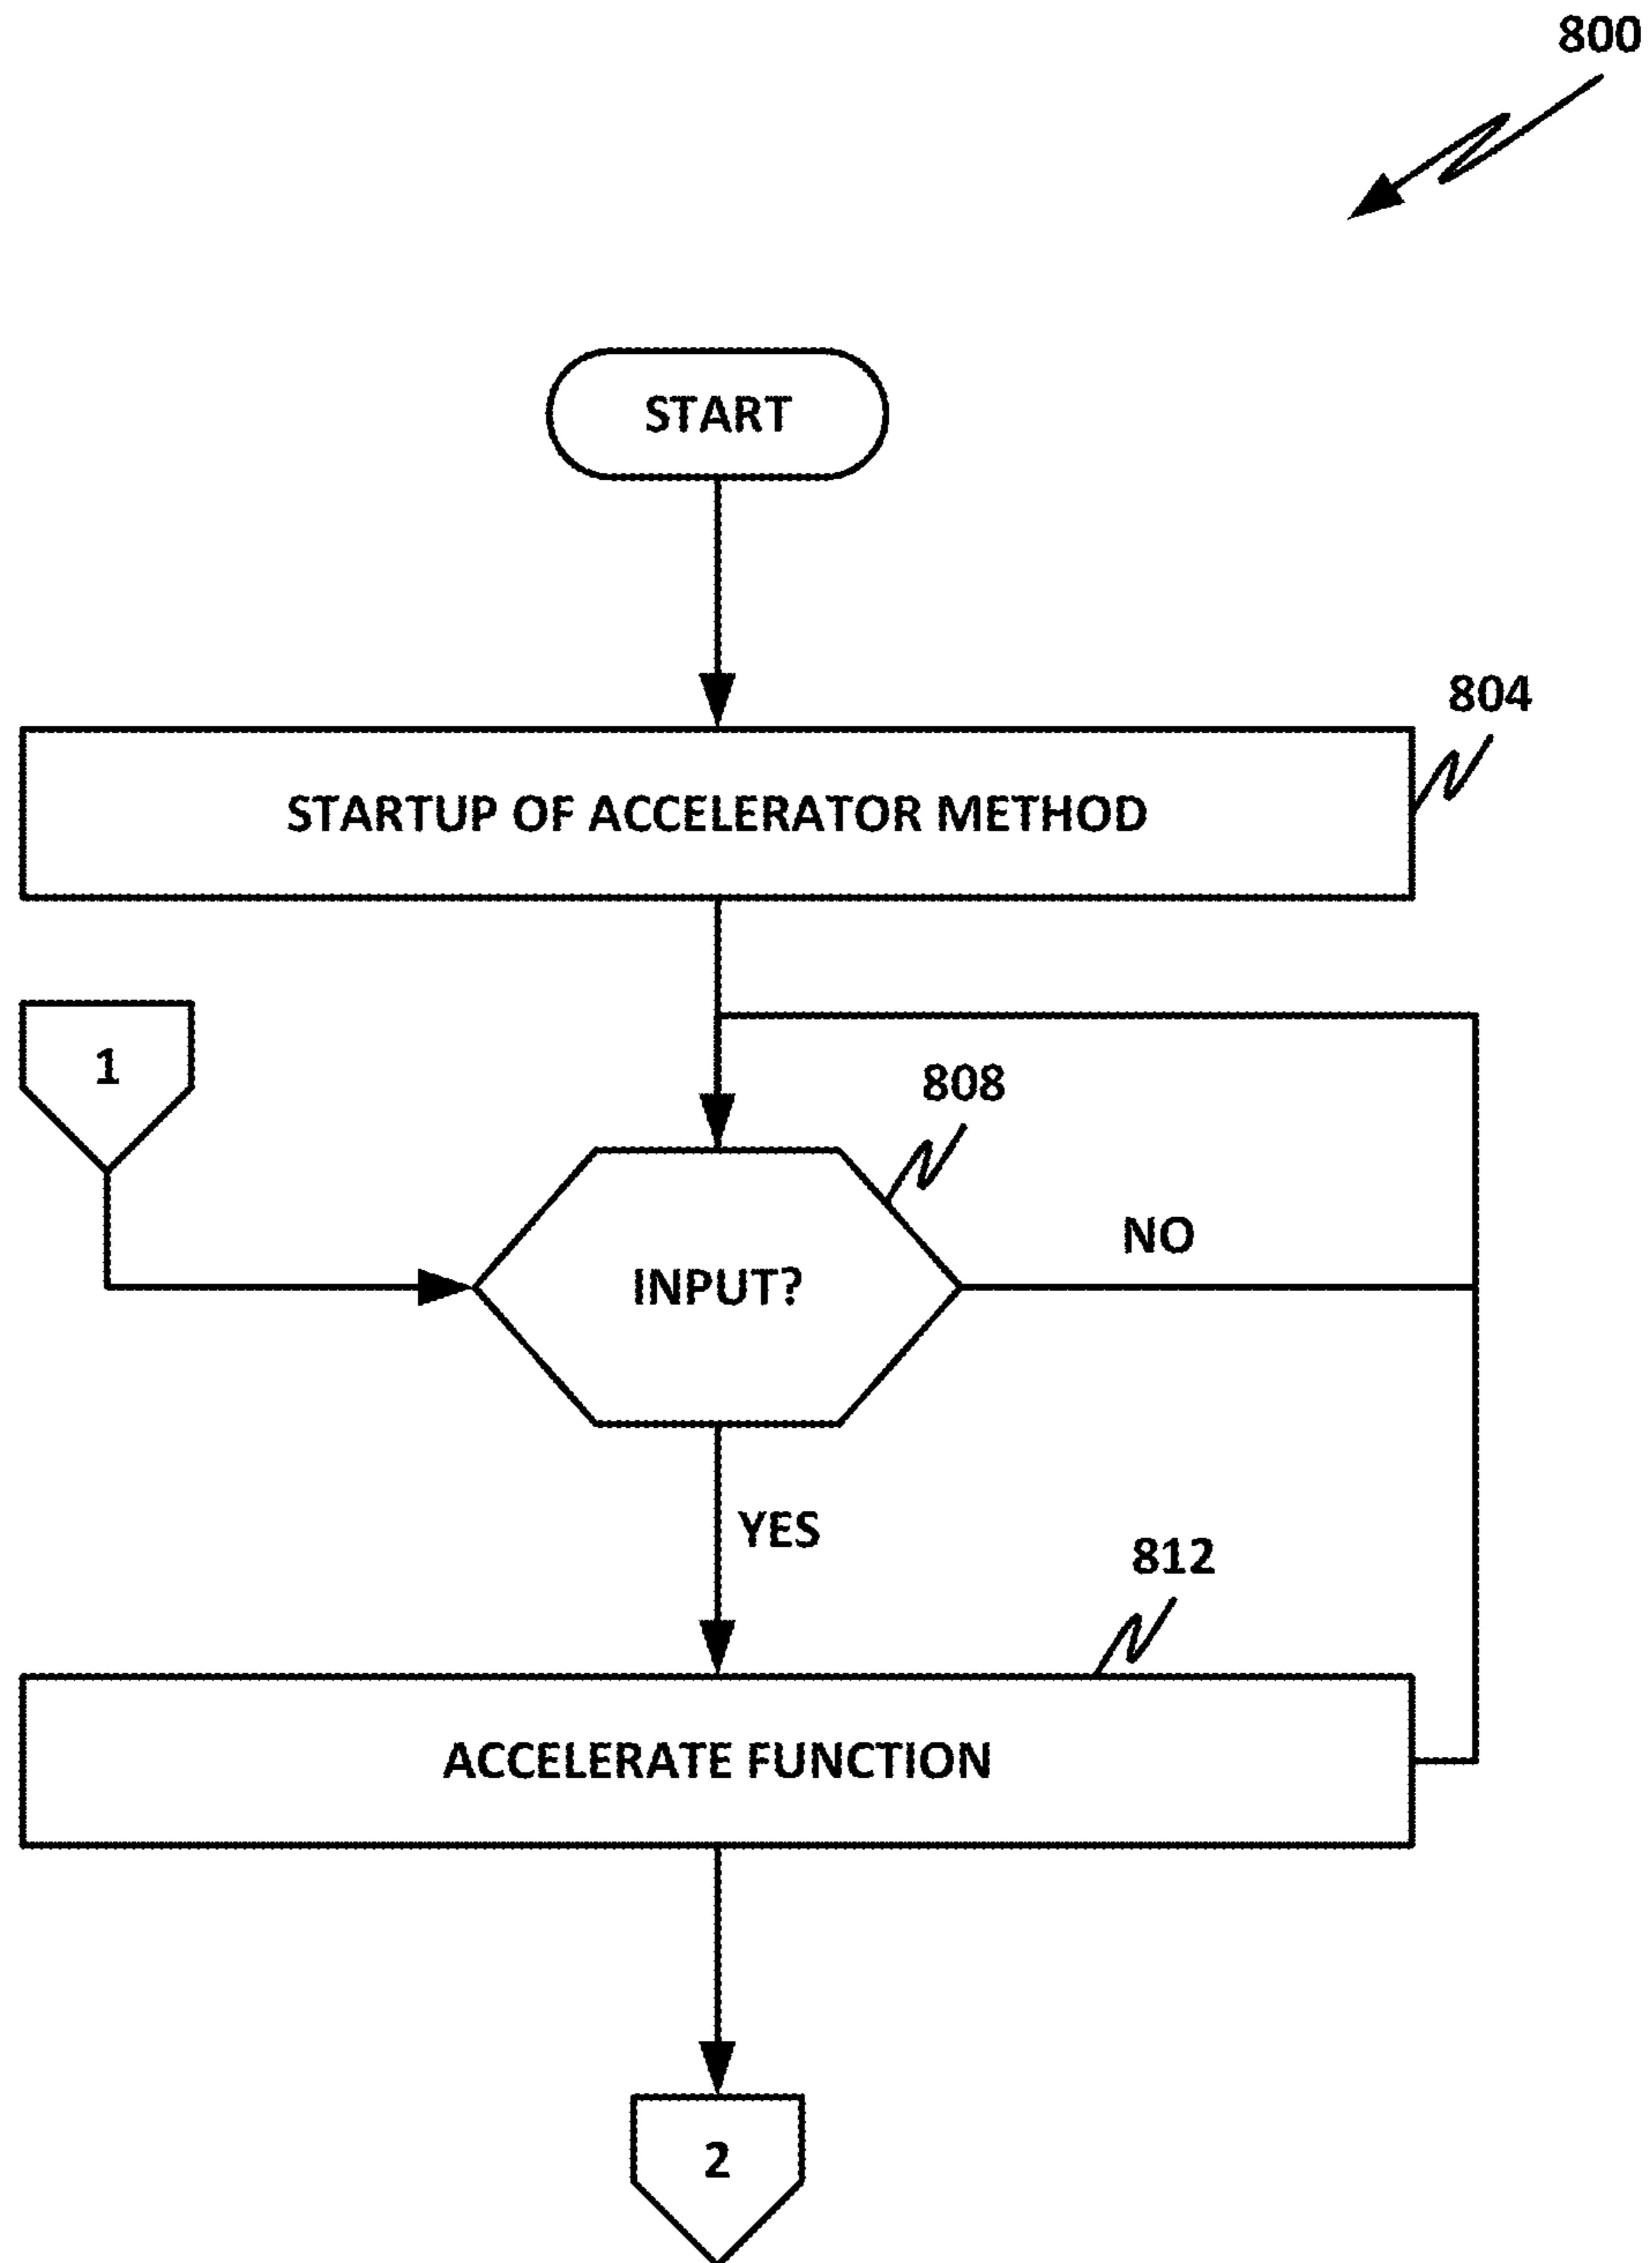 800
START
804
STARTUP OF ACCELERATOR METHOD
1
808
INPUT?
NO
YES
812
ACCELERATE FUNCTION
2